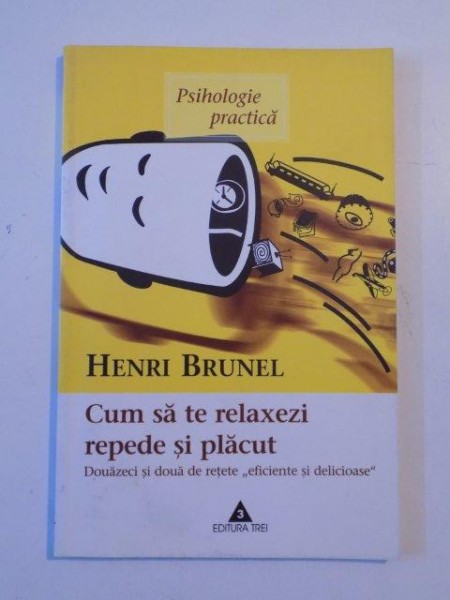 Psihologie
practică
HENRI BRUNEL
Cum să te relaxezi
repede și plăcut
Douăzeci și două de rețete „eficiente și delicioase“
3
EDITURA TREI